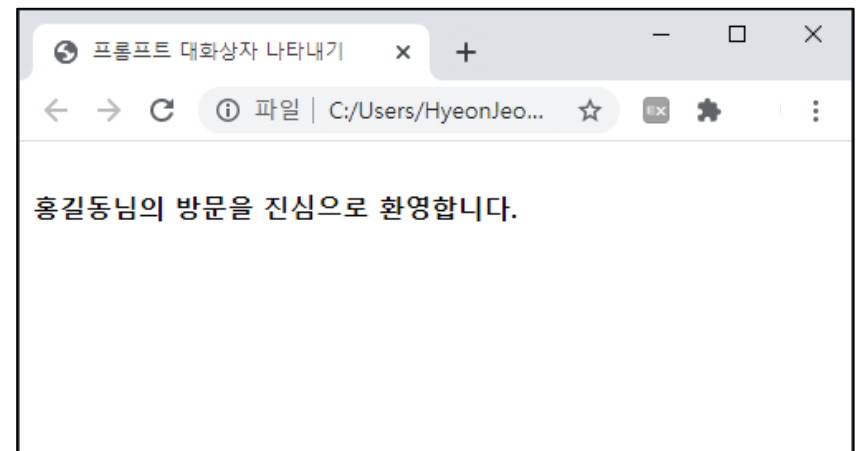 프롬프트 대화상자 나타내기
파일 | C:/Users/HyeonJeo...
EX
홍길동님의 방문을 진심으로 환영합니다.